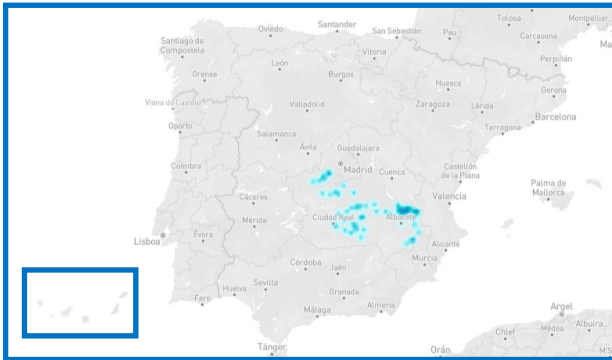 Tolosa
Montpellier
Oviedo
Santander
San Sebastián
Pau
Carcasona
Santiago de
Compostela
Vitoria
Perpiñán
León
Orense
Burgos
Huesca
Gerona
Viana do Castelo
Valladolid
Zaragoza
Lérida
Barcelona
Oporto
Tarragona
Salamanca
Ávila
Guadalajara
Coimbra
Madrid
Cuenca
Castellón
de la Plana
Palma de
Mallorca
Cáceres
Valencia
Mérida
Ciudad Real
Albacete
Lisboa
Évora
Alicante
Córdoba
Jaén
Murcia
Sevilla
Huelva
Granada
Faro
Almería
Málaga
Argel
Tánger
Chlef
Médéa
Albuira
Orán